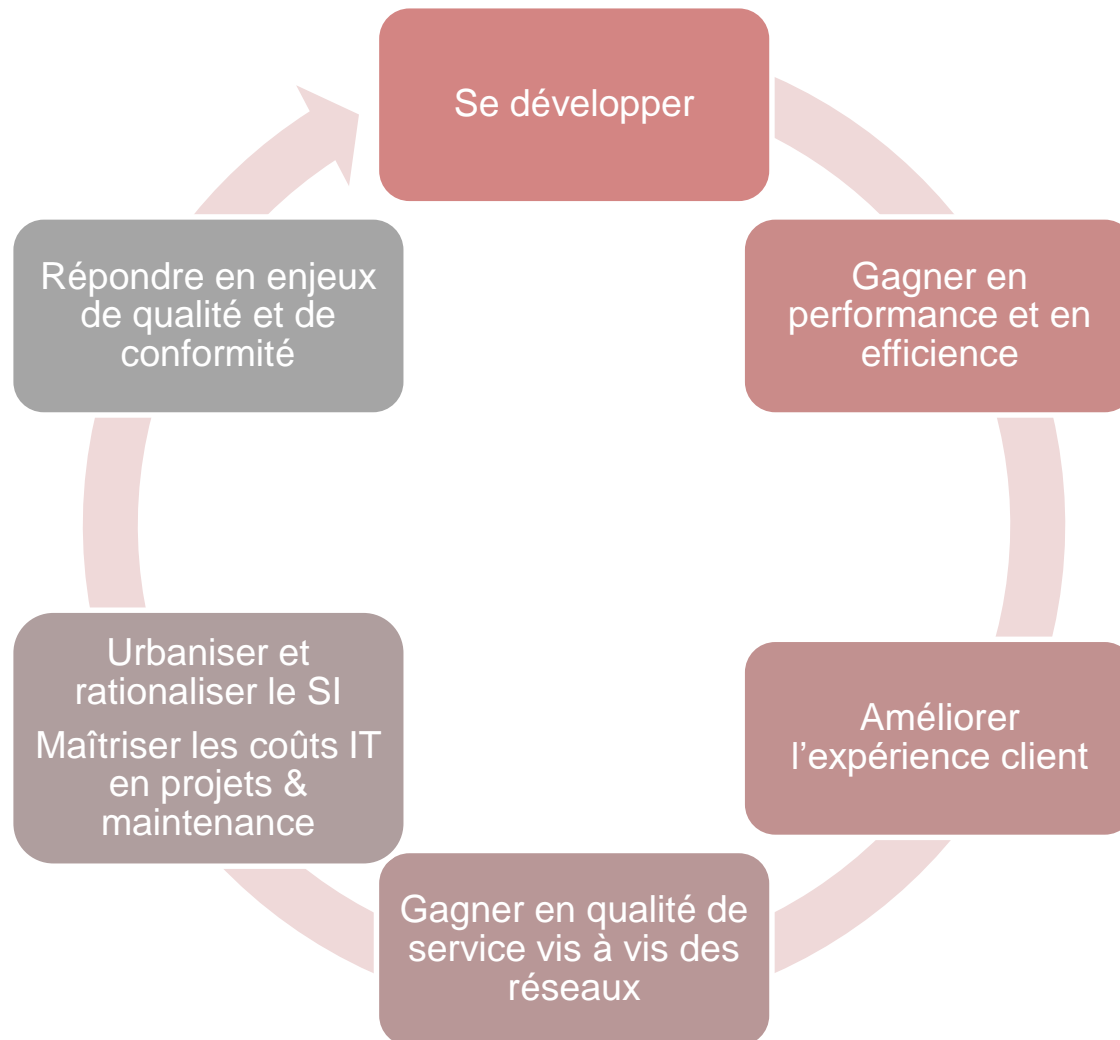 Se développer
Gagner en
performance et en
efficience
Améliorer
l’expérience client
Gagner en qualité de
service vis à vis des
réseaux
Urbaniser et
rationaliser le SI
Maîtriser les coûts IT
en projets &
maintenance
Répondre en enjeux
de qualité et de
conformité